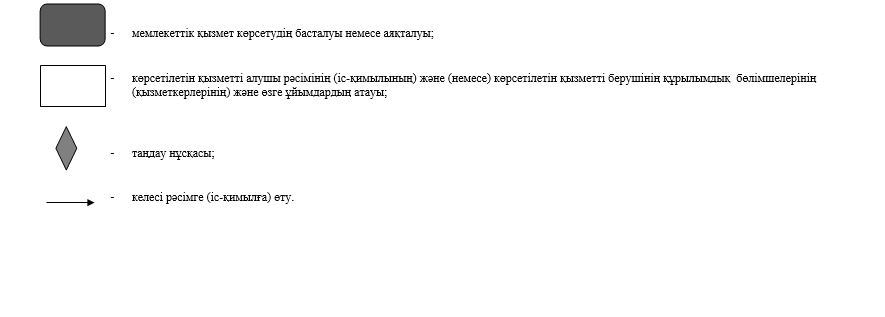 - мемлекеттік қызмет көрсетудің басталуы немесе аяқталуы;
- көрсетілетін қызметті алушы рәсімінің (іс-қимылының) және (немесе) көрсетілетін қызметті берушінің құрылымдық бөлімшелерінің
(қызметкерлерінің) және өзге ұйымдардың атауы;
- таңдау нұсқасы;
- келесі рәсімге (іс-қимылға) өту.